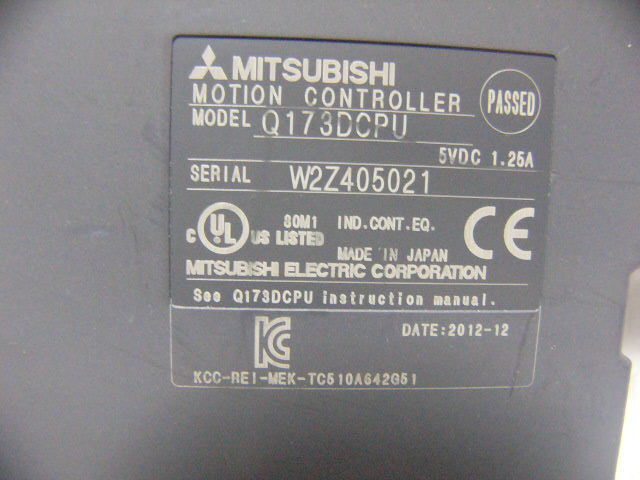 MITSUBISHI
MOTION CONTROLLER
PASSED
MODEL Q173DCPU
5VDC 1.25A
SERIAL W2Z405021
C UL US LISTED 80M1 IND.CONT.EQ. CE
MADE IN JAPAN
MITSUBISHI ELECTRIC CORPORATION
See Q173DCPU instruction manual.
DATE:2012-12
KCC-REI-MEK-TC510A642G51